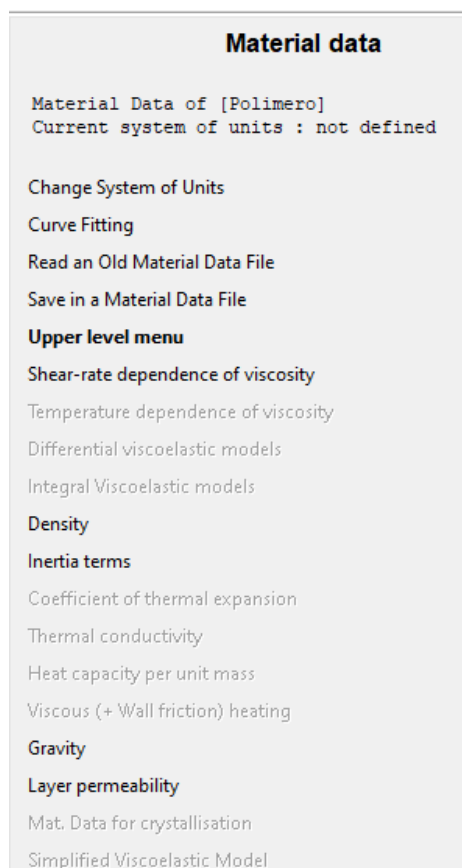 Material data
Material Data of [Polimero]
Current system of units : not defined
Change System of Units
Curve Fitting
Read an Old Material Data File
Save in a Material Data File
Upper level menu
Shear-rate dependence of viscosity
Temperature dependence of viscosity
Differential viscoelastic models
Integral Viscoelastic models
Density
Inertia terms
Coefficient of thermal expansion
Thermal conductivity
Heat capacity per unit mass
Viscous (+ Wall friction) heating
Gravity
Layer permeability
Mat. Data for crystallisation
Simplified Viscoelastic Model